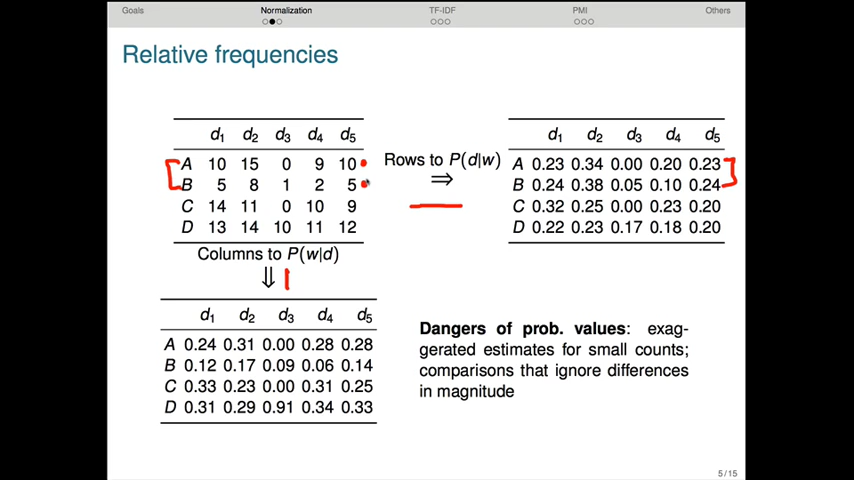 Goals Normalization TF-IDF PMI Others
Relative frequencies
d1 d2 d3 d4 d5
A 10 15 0 9 10
B 5 8 1 2 5
C 14 11 0 10 9
D 13 14 10 11 12
Rows to P(d|w)
⇒
d1 d2 d3 d4 d5
A 0.23 0.34 0.00 0.20 0.23
B 0.24 0.38 0.05 0.10 0.24
C 0.32 0.25 0.00 0.23 0.20
D 0.22 0.23 0.17 0.18 0.20
Columns to P(w|d)
⇓
d1 d2 d3 d4 d5
A 0.24 0.31 0.00 0.28 0.28
B 0.12 0.17 0.09 0.06 0.14
C 0.33 0.23 0.00 0.31 0.25
D 0.31 0.29 0.91 0.34 0.33
Dangers of prob. values: exag-
gerated estimates for small counts;
comparisons that ignore differences
in magnitude
5 / 15